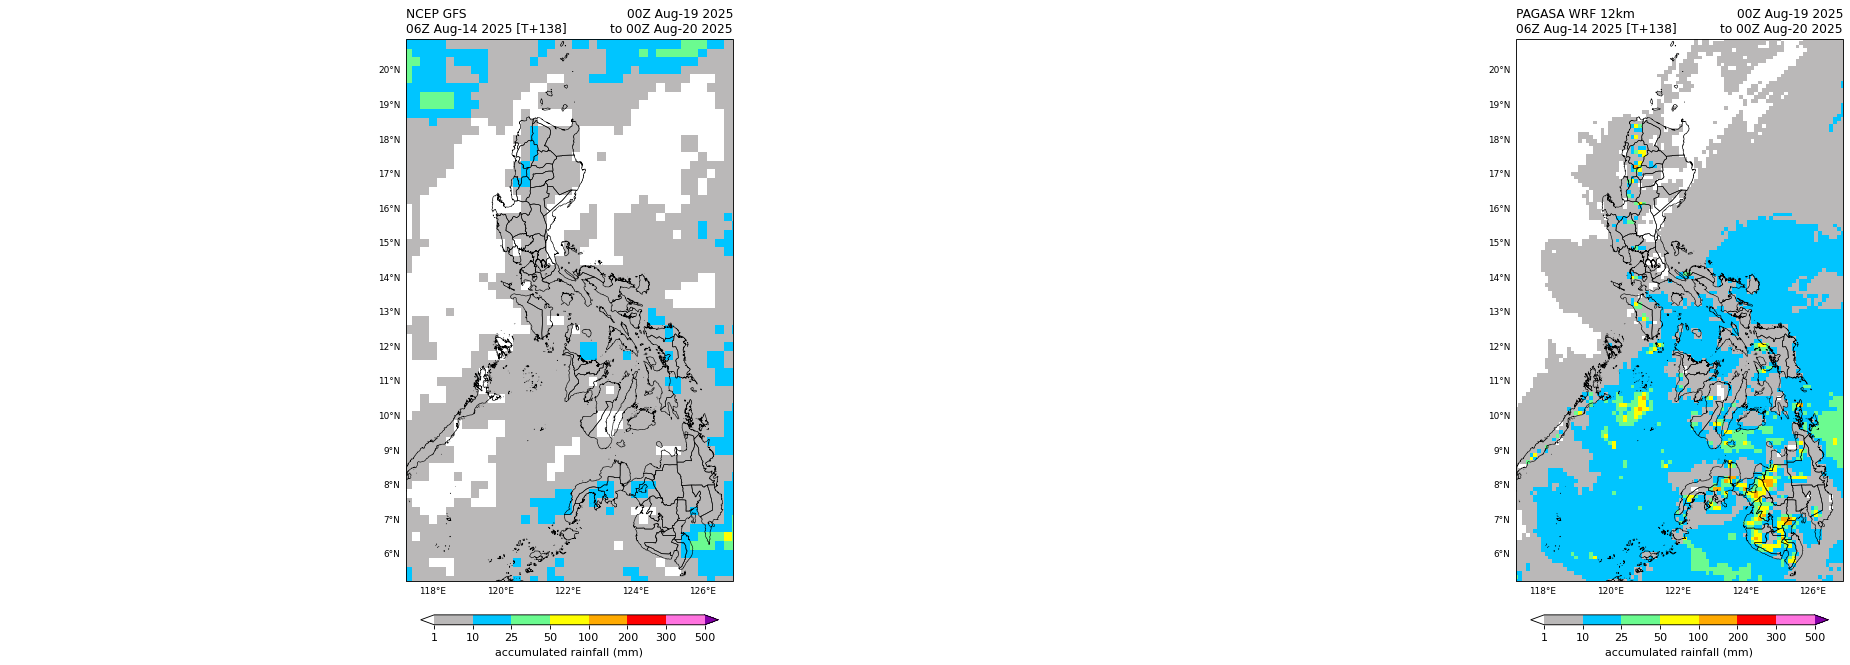 NCEP GFS 00Z Aug-19 2025
06Z Aug-14 2025 [T+138] to 00Z Aug-20 2025
20°N
19°N
18°N
17°N
16°N
15°N
14°N
13°N
12°N
11°N
10°N
9°N
8°N
7°N
6°N
118°E 120°E 122°E 124°E 126°E
1 10 25 50 100 200 300 500
accumulated rainfall (mm)
PAGASA WRF 12km 00Z Aug-19 2025
06Z Aug-14 2025 [T+138] to 00Z Aug-20 2025
20°N
19°N
18°N
17°N
16°N
15°N
14°N
13°N
12°N
11°N
10°N
9°N
8°N
7°N
6°N
118°E 120°E 122°E 124°E 126°E
1 10 25 50 100 200 300 500
accumulated rainfall (mm)